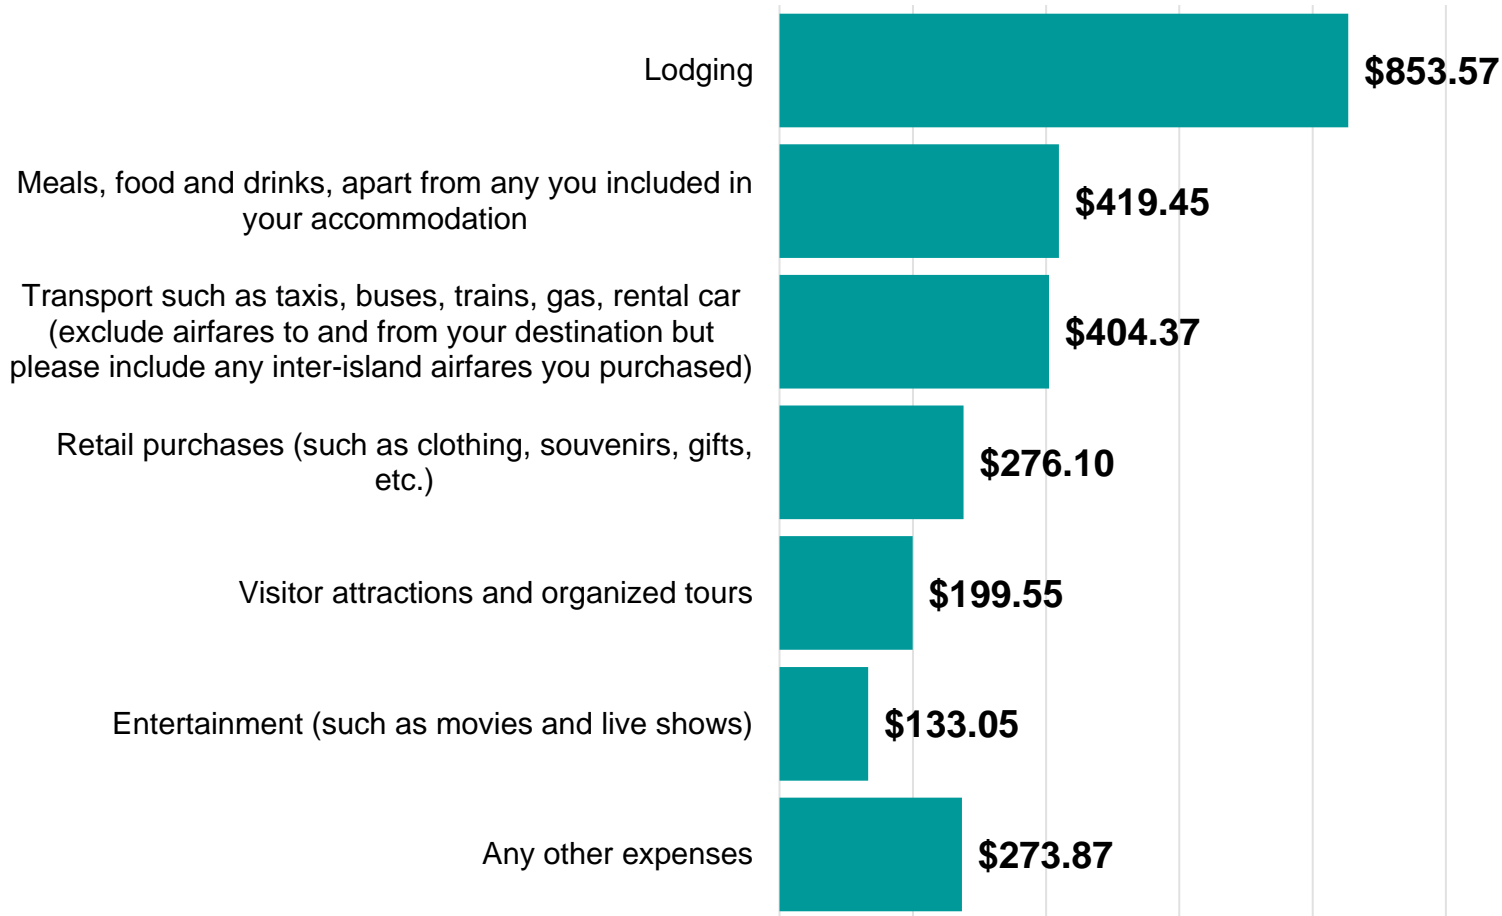 Lodging
$853.57
Meals, food and drinks, apart from any you included in
your accommodation
$419.45
Transport such as taxis, buses, trains, gas, rental car
(exclude airfares to and from your destination but
please include any inter-island airfares you purchased)
$404.37
Retail purchases (such as clothing, souvenirs, gifts,
etc.)
$276.10
Visitor attractions and organized tours
$199.55
Entertainment (such as movies and live shows)
$133.05
Any other expenses
$273.87